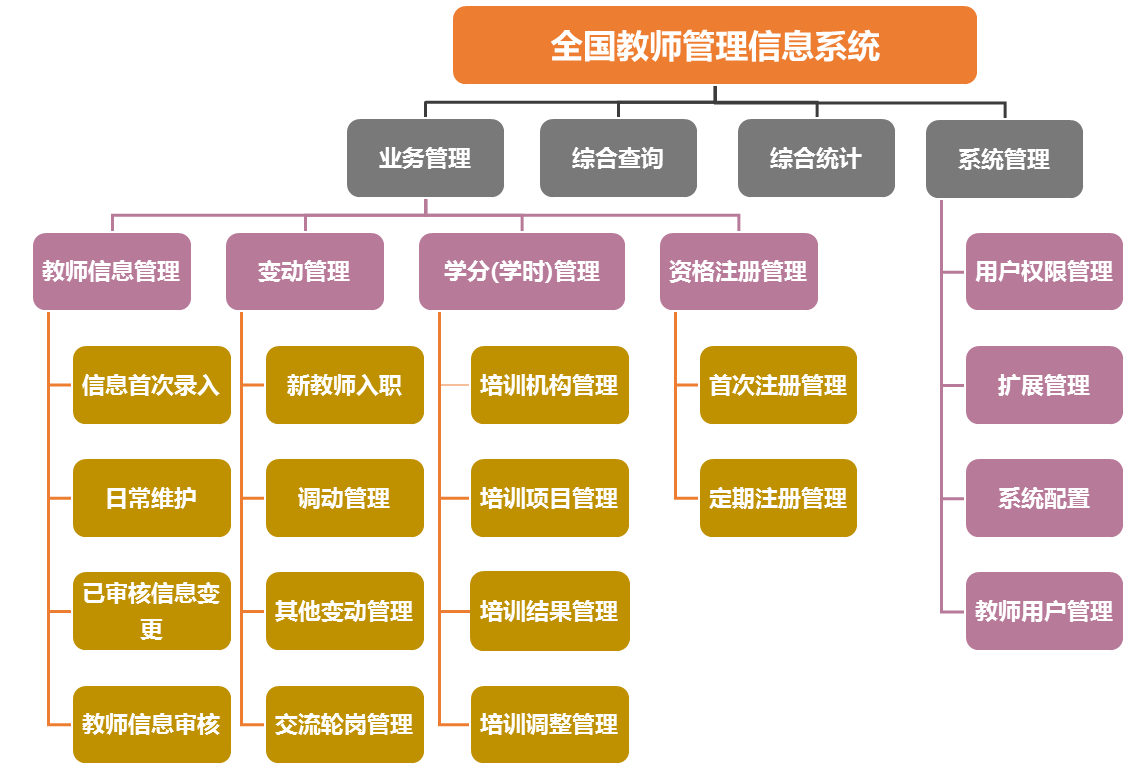 全国教师管理信息系统
业务管理
综合查询
综合统计
系统管理
教师信息管理
变动管理
学分(学时)管理
资格注册管理
用户权限管理
信息首次录入
新教师入职
培训机构管理
首次注册管理
扩展管理
日常维护
调动管理
培训项目管理
定期注册管理
系统配置
已审核信息变
更
其他变动管理
培训结果管理
教师用户管理
教师信息审核
交流轮岗管理
培训调整管理